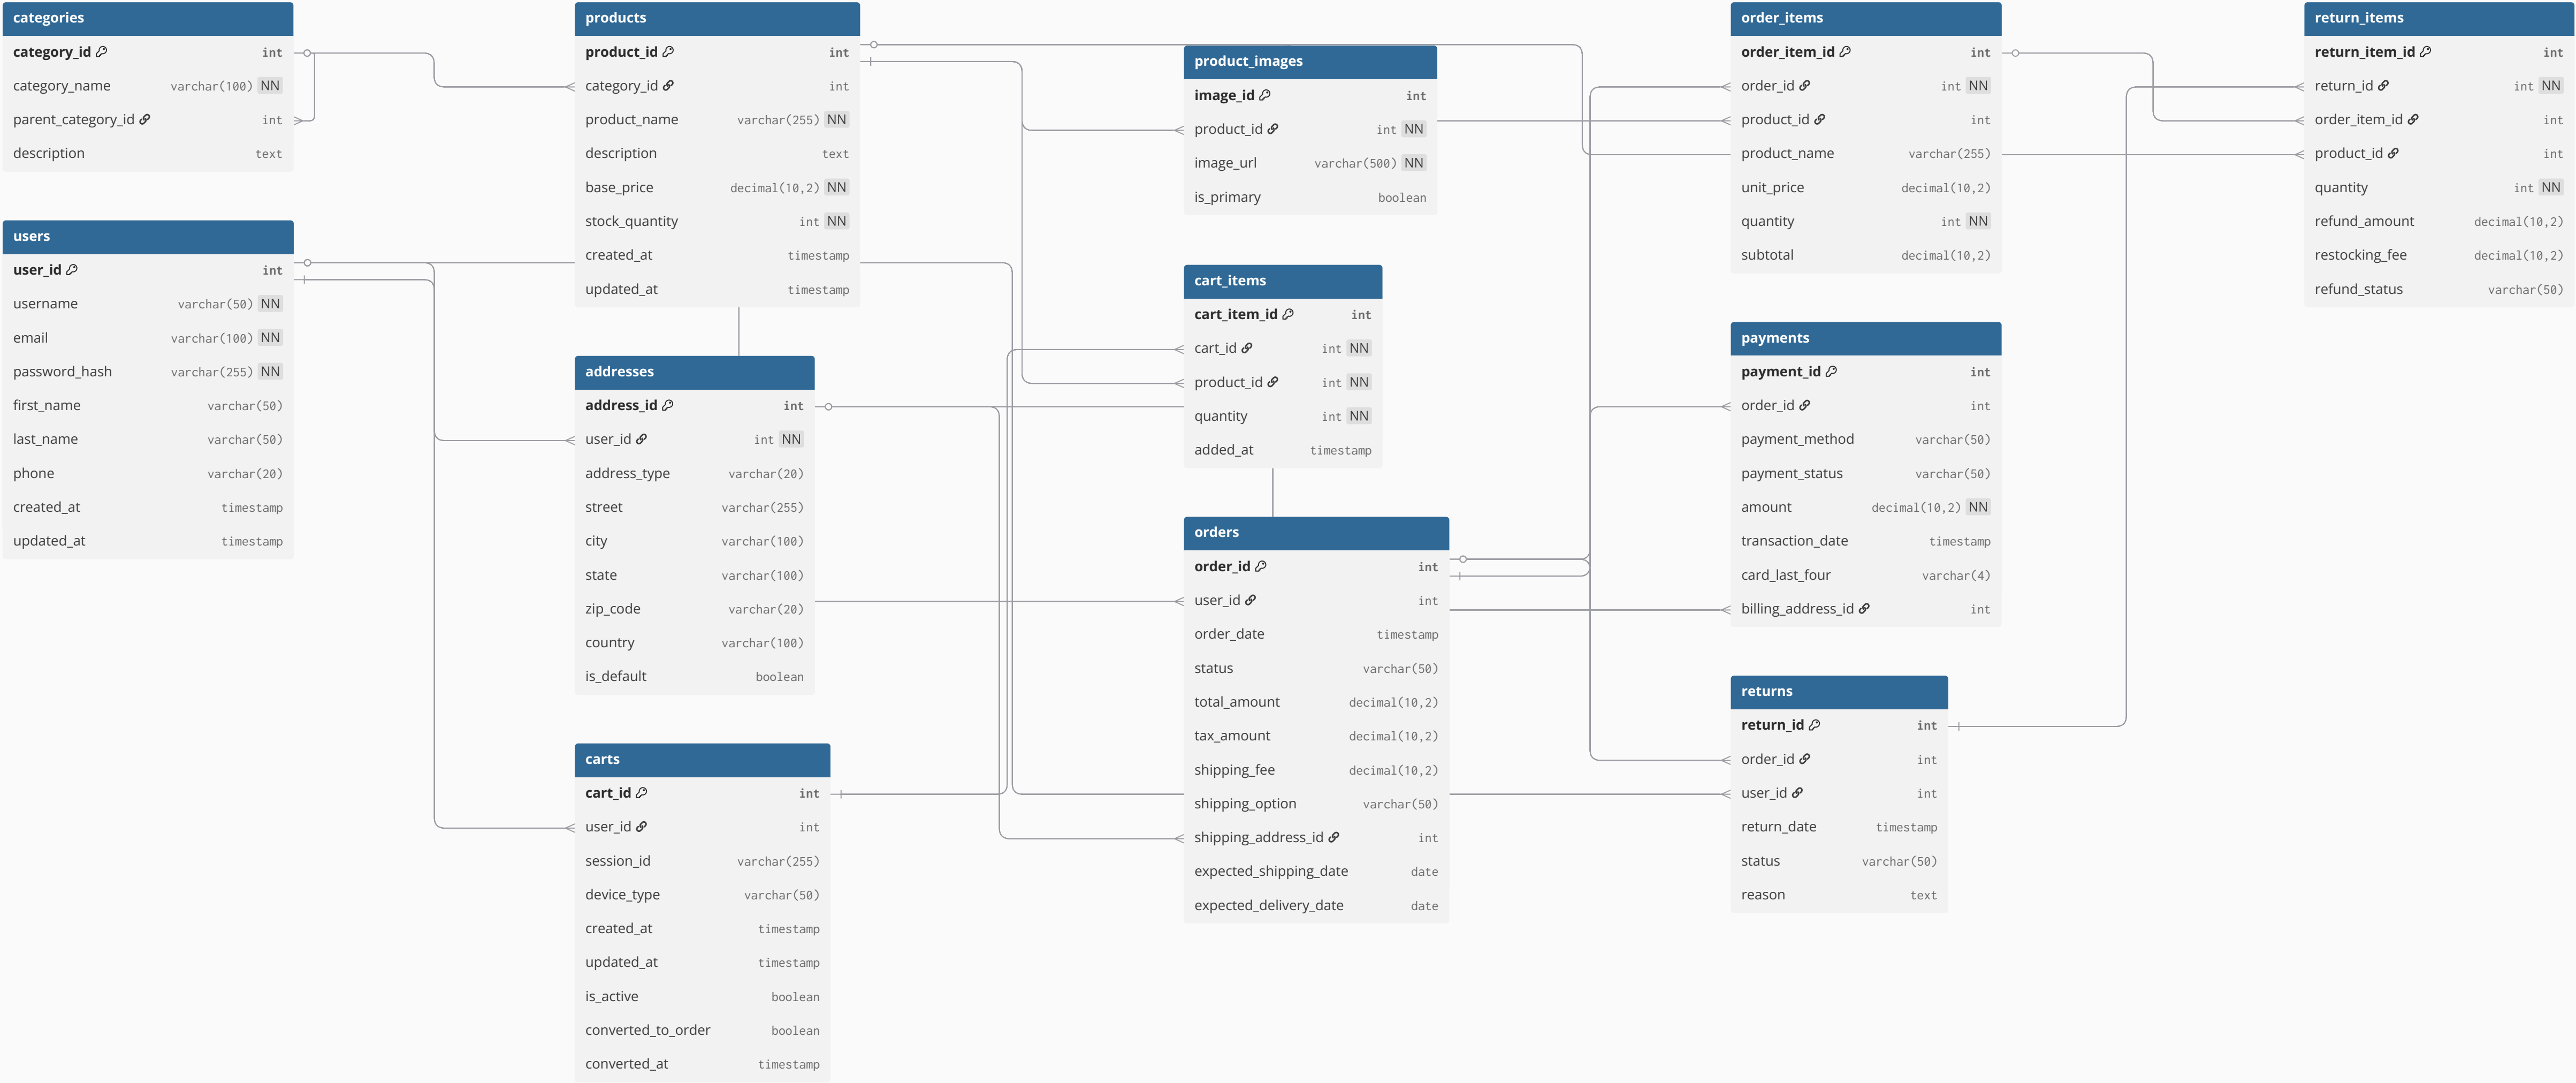 categories
category_id int
category_name varchar(100) NN
parent_category_id int
description text
users
user_id int
username varchar(50) NN
email varchar(100) NN
password_hash varchar(255) NN
first_name varchar(50)
last_name varchar(50)
phone varchar(20)
created_at timestamp
updated_at timestamp
products
product_id int
category_id int
product_name varchar(255) NN
description text
base_price decimal(10,2) NN
stock_quantity int NN
created_at timestamp
updated_at timestamp
addresses
address_id int
user_id int NN
address_type varchar(20)
street varchar(255)
city varchar(100)
state varchar(100)
zip_code varchar(20)
country varchar(100)
is_default boolean
carts
cart_id int
user_id int
session_id varchar(255)
device_type varchar(50)
created_at timestamp
updated_at timestamp
is_active boolean
converted_to_order boolean
converted_at timestamp
product_images
image_id int
product_id int NN
image_url varchar(500) NN
is_primary boolean
cart_items
cart_item_id int
cart_id int NN
product_id int NN
quantity int NN
added_at timestamp
orders
order_id int
user_id int
order_date timestamp
status varchar(50)
total_amount decimal(10,2)
tax_amount decimal(10,2)
shipping_fee decimal(10,2)
shipping_option varchar(50)
shipping_address_id int
expected_shipping_date date
expected_delivery_date date
order_items
order_item_id int
order_id int NN
product_id int
product_name varchar(255)
unit_price decimal(10,2)
quantity int NN
subtotal decimal(10,2)
payments
payment_id int
order_id int
payment_method varchar(50)
payment_status varchar(50)
amount decimal(10,2) NN
transaction_date timestamp
card_last_four varchar(4)
billing_address_id int
returns
return_id int
order_id int
user_id int
return_date timestamp
status varchar(50)
reason text
return_items
return_item_id int
return_id int NN
order_item_id int
product_id int
quantity int NN
refund_amount decimal(10,2)
restocking_fee decimal(10,2)
refund_status varchar(50)